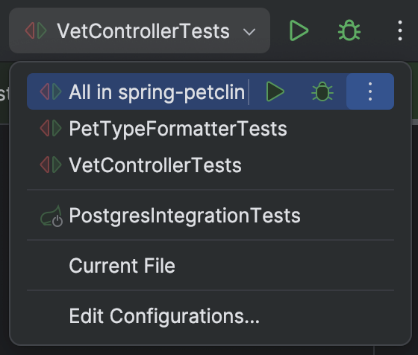 VetControllerTests
All in spring-petclin
PetTypeFormatterTests
VetControllerTests
PostgresIntegrationTests
Current File
Edit Configurations...